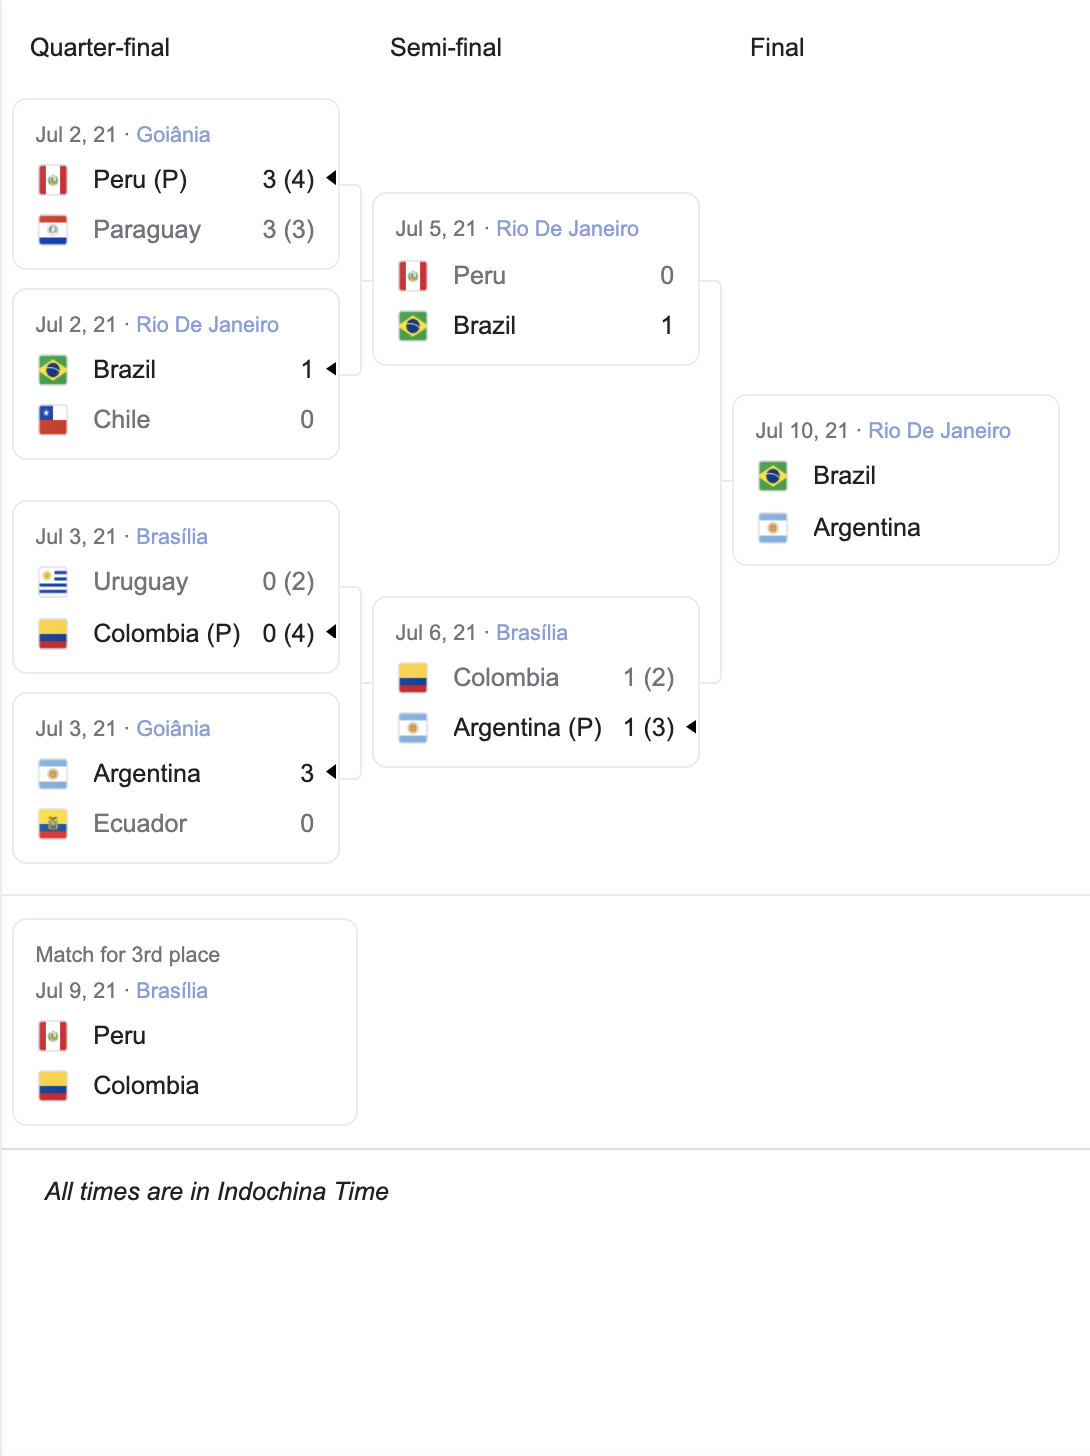 Quarter-final
Semi-final
Final
Jul 2, 21 · Goiânia
Peru (P) 3 (4)
Paraguay 3 (3)
Jul 2, 21 · Rio De Janeiro
Brazil 1
Chile 0
Jul 3, 21 · Brasília
Uruguay 0 (2)
Colombia (P) 0 (4)
Jul 3, 21 · Goiânia
Argentina 3
Ecuador 0
Jul 5, 21 · Rio De Janeiro
Peru 0
Brazil 1
Jul 6, 21 · Brasília
Colombia 1 (2)
Argentina (P) 1 (3)
Jul 10, 21 · Rio De Janeiro
Brazil
Argentina
Match for 3rd place
Jul 9, 21 · Brasília
Peru
Colombia
All times are in Indochina Time